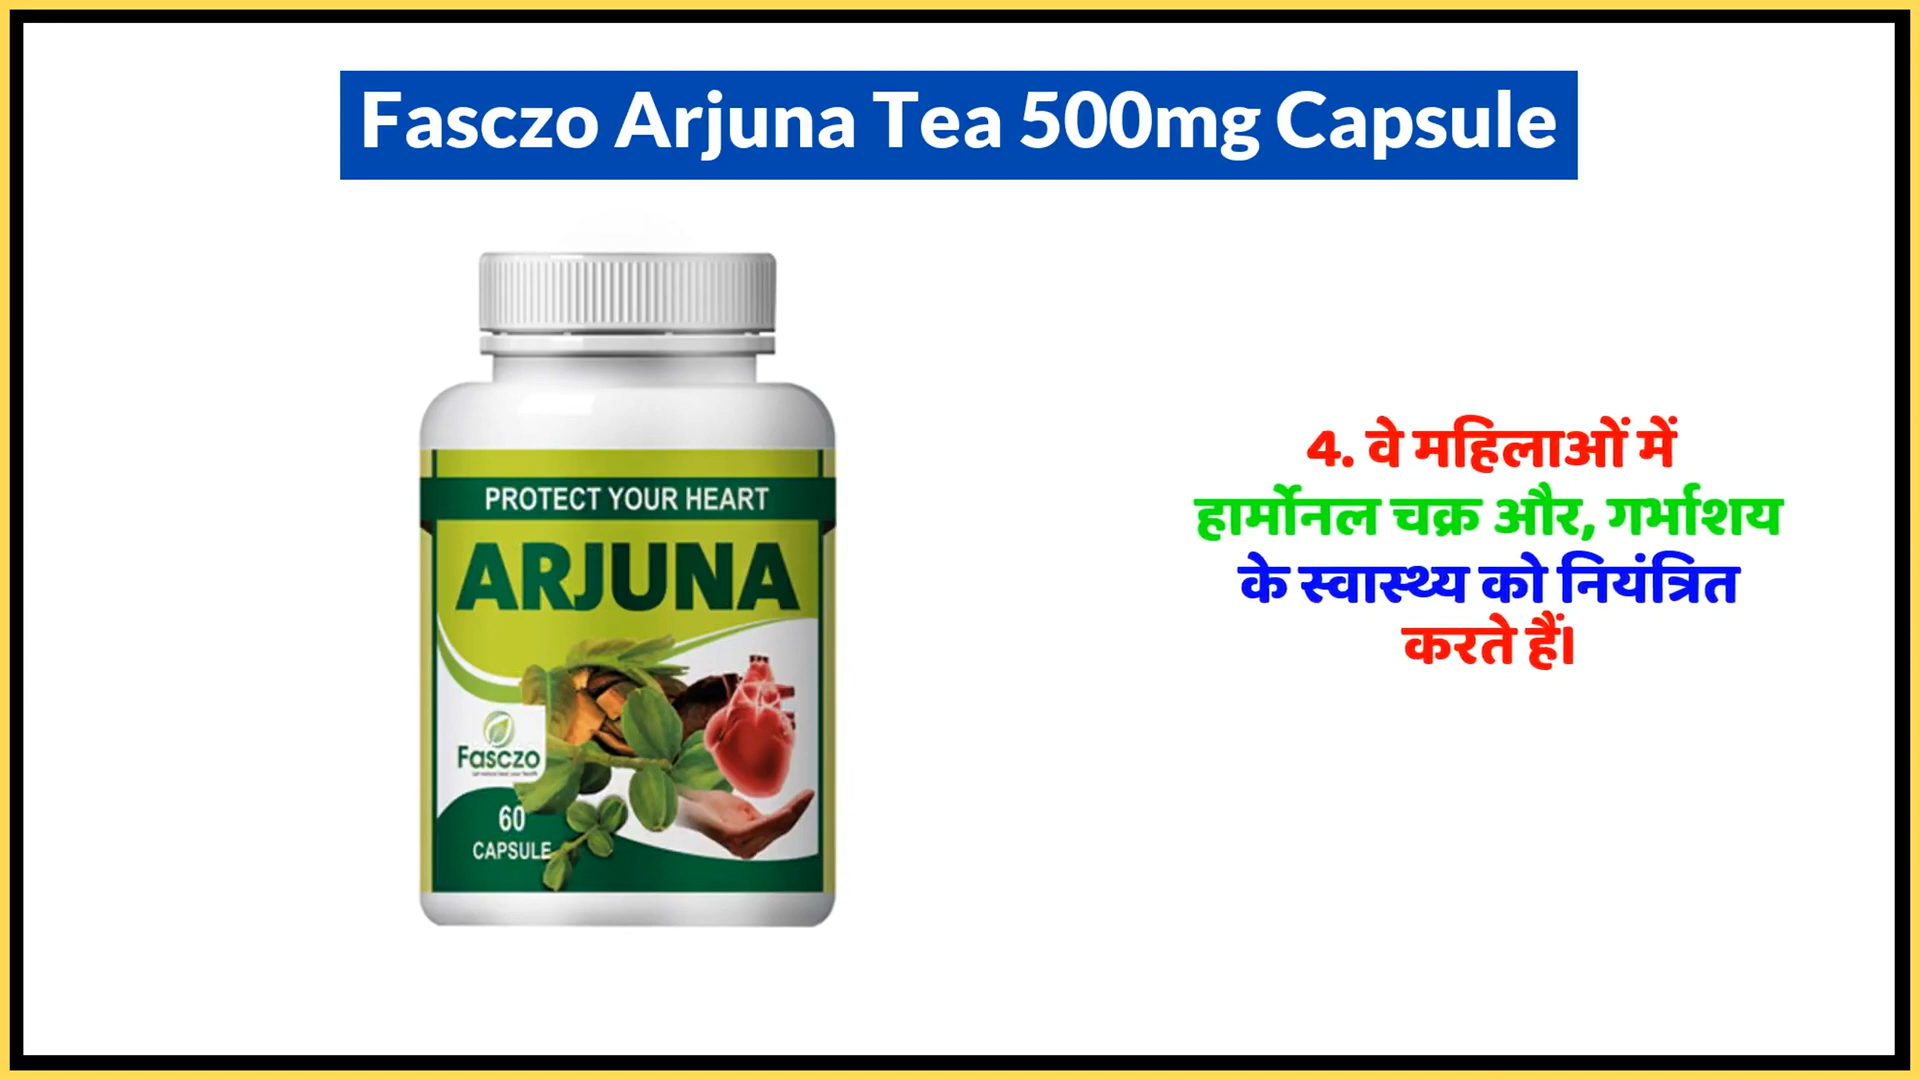 Fasczo Arjuna Tea 500mg Capsule
PROTECT YOUR HEART
ARJUNA
Fasczo
60
CAPSULE
4. वे महिलाओं में
हार्मोनल चक्र और, गर्भाशय
के स्वास्थ्य को नियंत्रित
करते हैं।